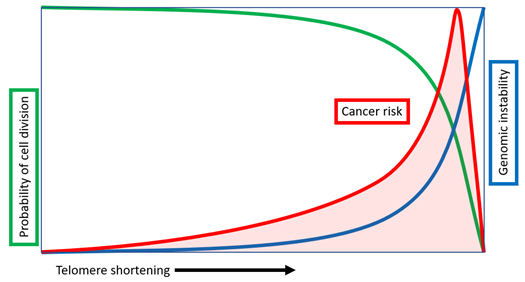 Probability of cell division
Cancer risk
Genomic instability
Telomere shortening